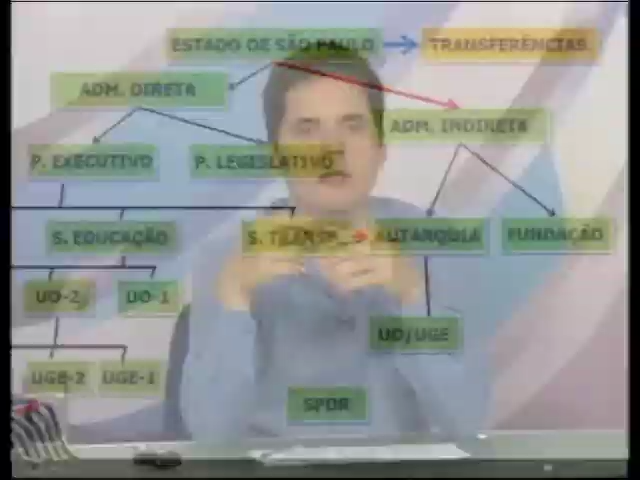 ESTADO DE SÃO PAULO
TRANSFERÊNCIAS
ADM. DIRETA
ADM. INDIRETA
P. EXECUTIVO
P. LEGISLATIVO
S. EDUCAÇÃO
AUTARQUIA
FUNDAÇÃO
UO-2
UO-1
UO/UGE
UGE-2
UGE-1